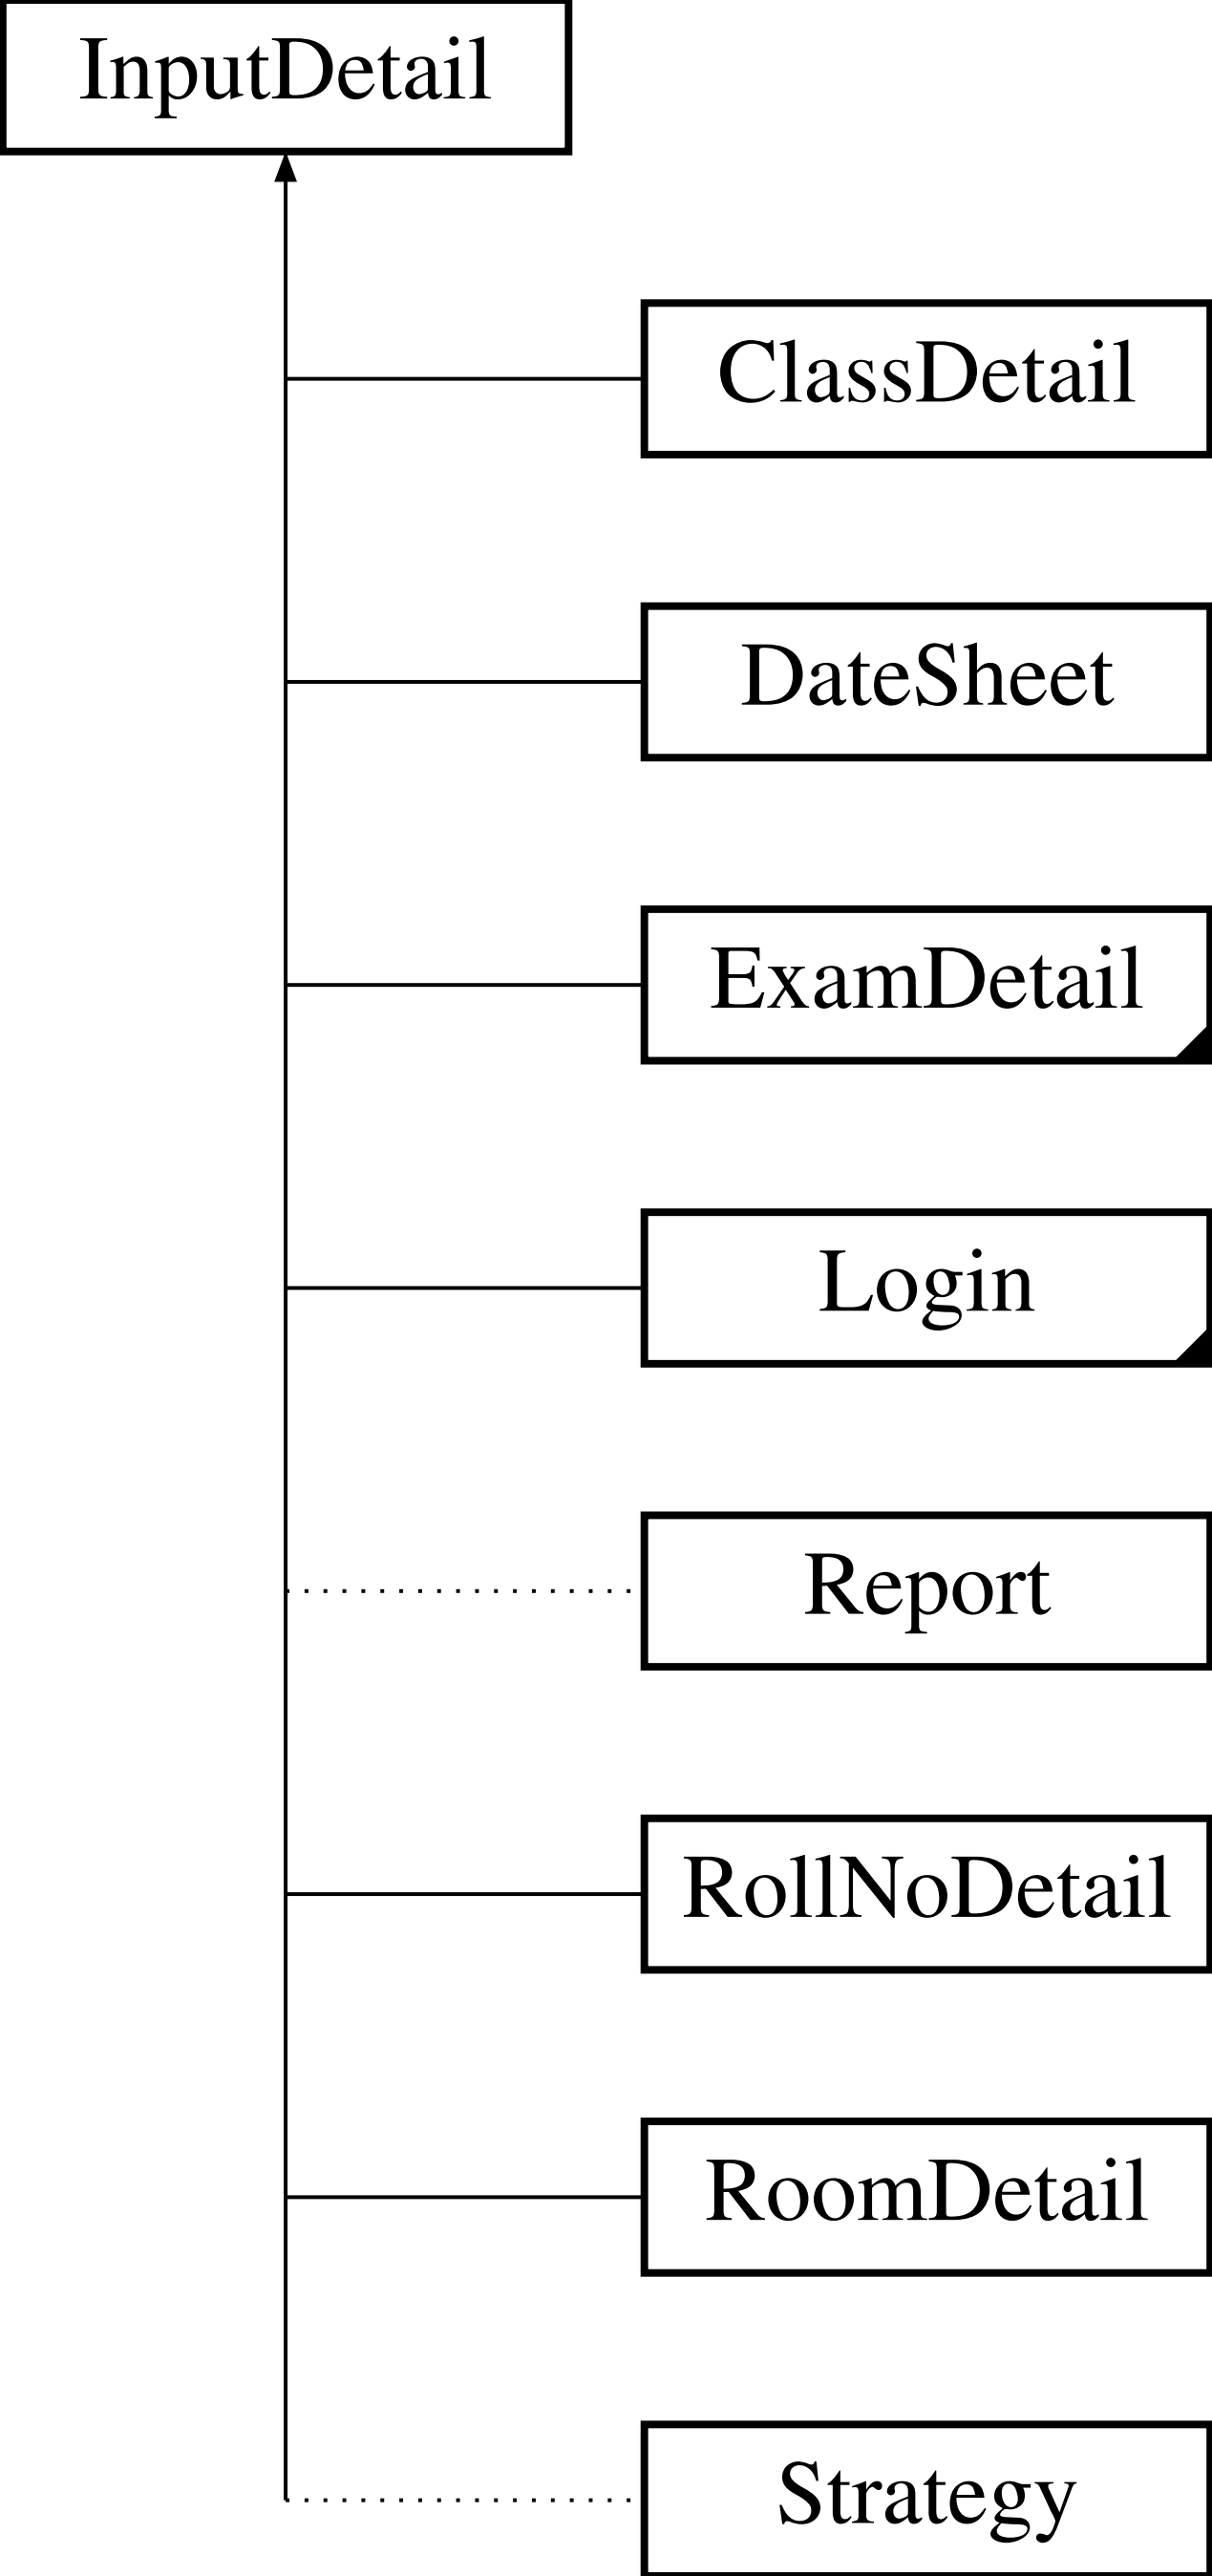 InputDetail
ClassDetail
DateSheet
ExamDetail
Login
Report
RollNoDetail
RoomDetail
Strategy